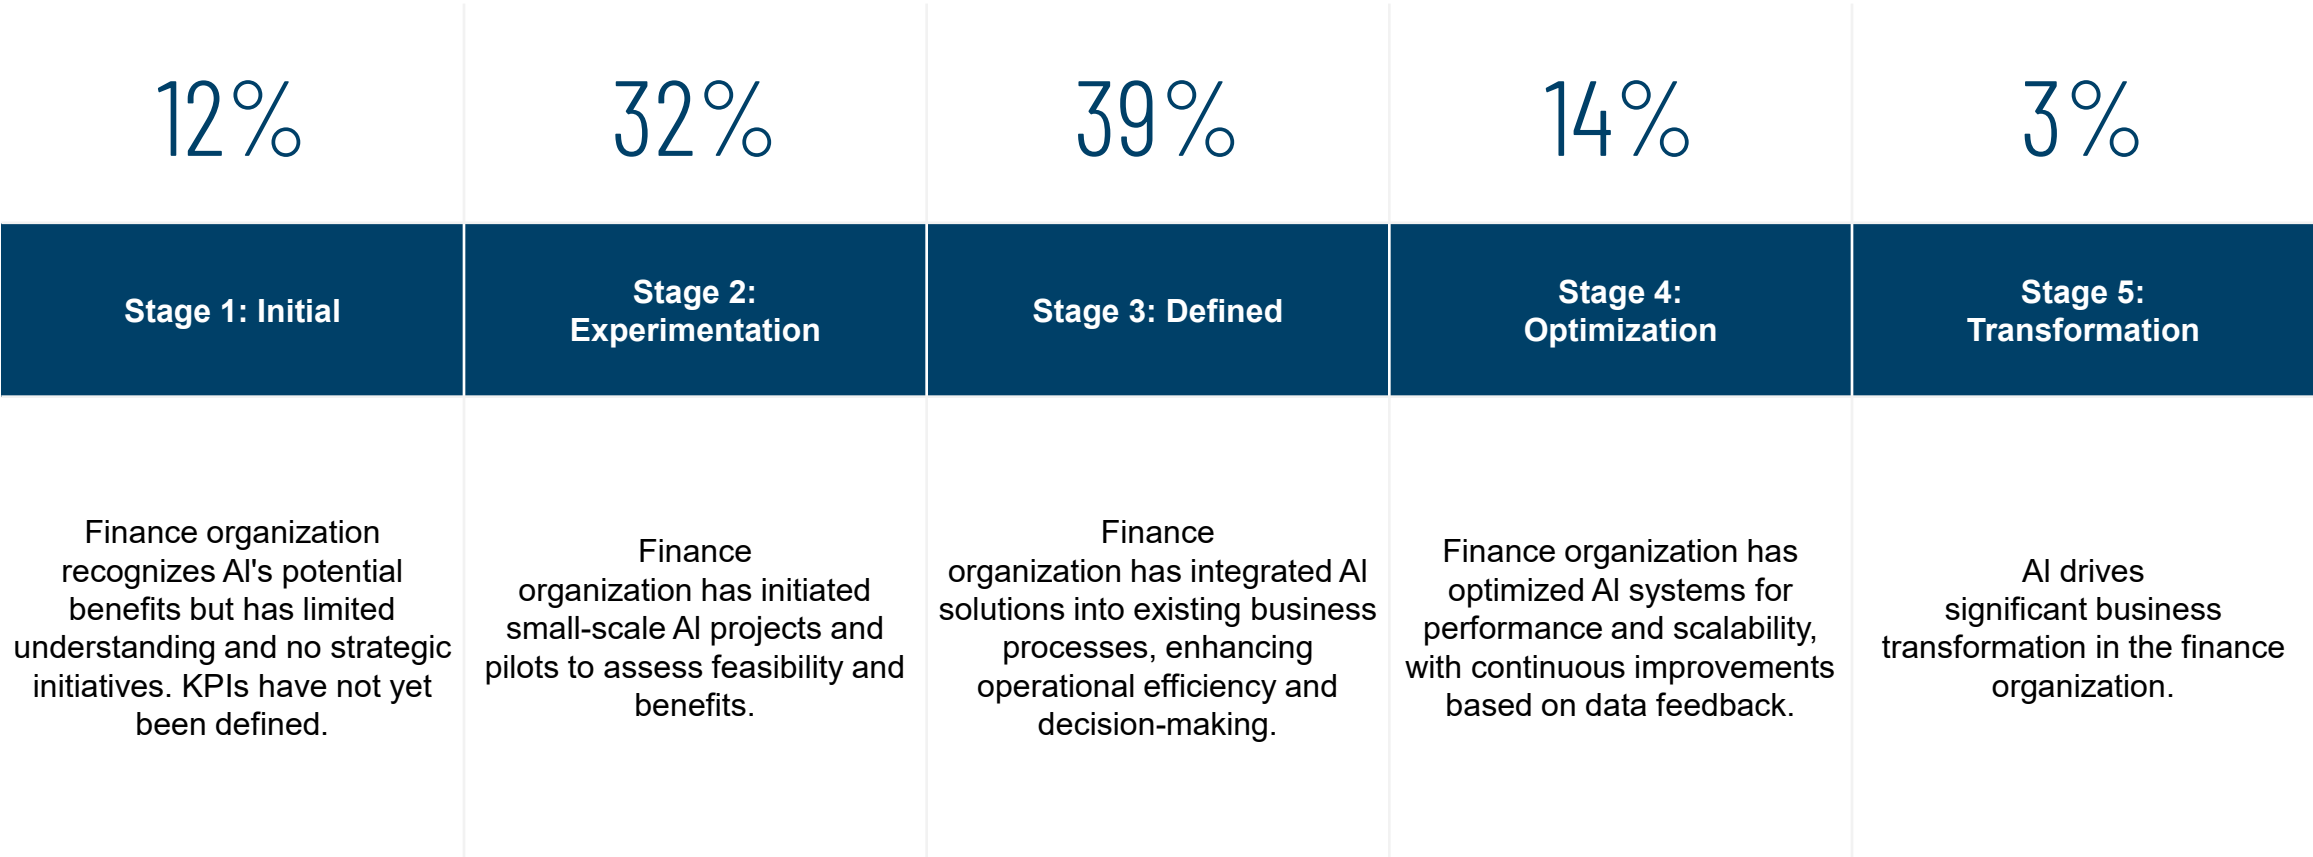 12%
32%
39%
14%
3%
Stage 1: Initial
Stage 2:
Experimentation
Stage 3: Defined
Stage 4:
Optimization
Stage 5:
Transformation
Finance organization
recognizes AI's potential
benefits but has limited
understanding and no strategic
initiatives. KPIs have not yet
been defined.
Finance
organization has initiated
small-scale AI projects and
pilots to assess feasibility and
benefits.
Finance
organization has integrated AI
solutions into existing business
processes, enhancing
operational efficiency and
decision-making.
Finance organization has
optimized AI systems for
performance and scalability,
with continuous improvements
based on data feedback.
AI drives
significant business
transformation in the finance
organization.